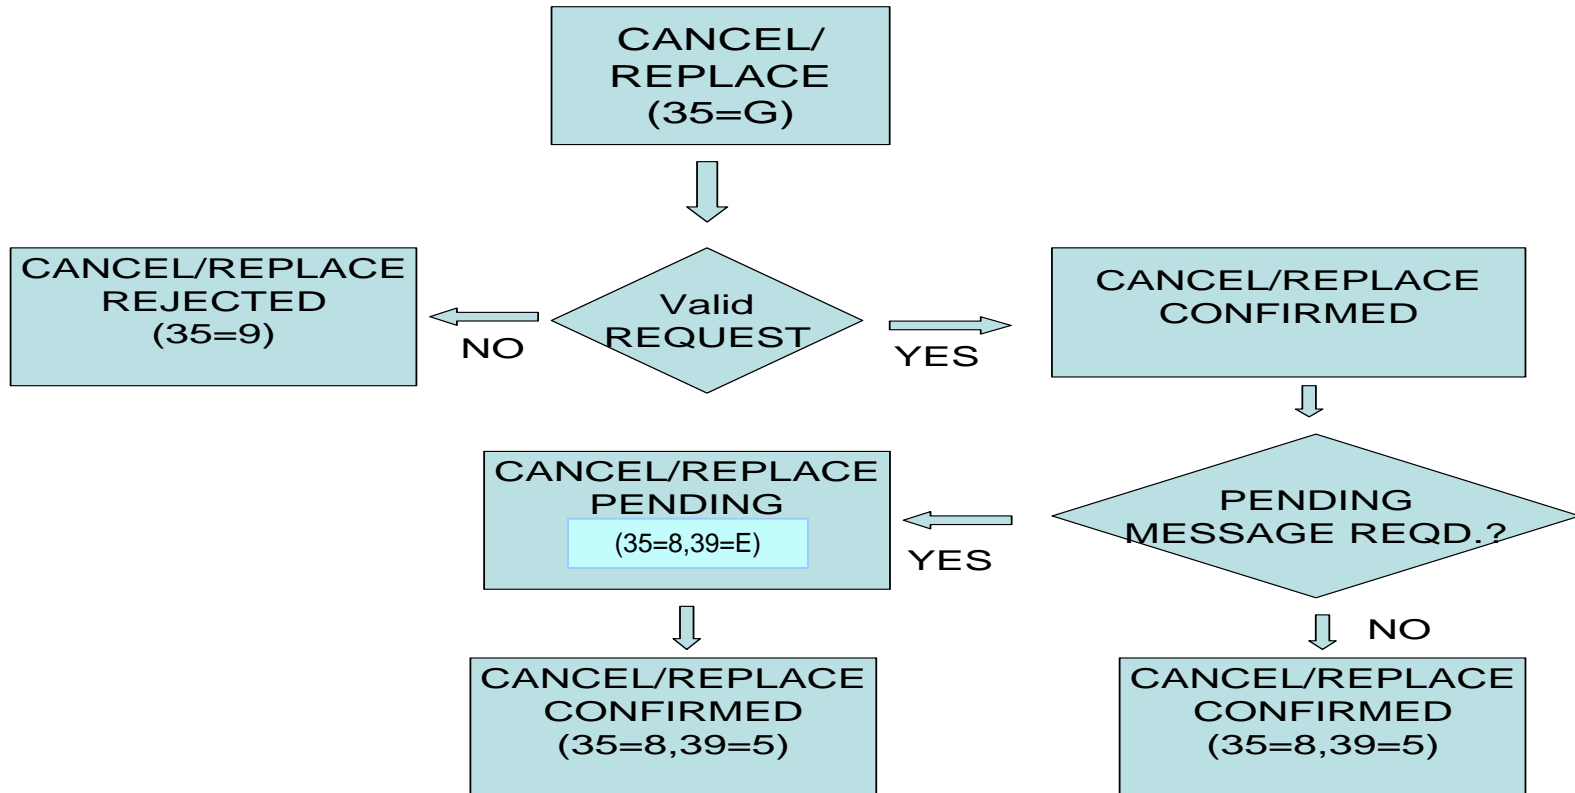 CANCEL/
REPLACE
(35=G)
CANCEL/REPLACE
REJECTED
(35=9)
NO
Valid
REQUEST
YES
CANCEL/REPLACE
CONFIRMED
PENDING
MESSAGE REQD.?
YES
CANCEL/REPLACE
PENDING
(35=8,39=E)
NO
CANCEL/REPLACE
CONFIRMED
(35=8,39=5)
CANCEL/REPLACE
CONFIRMED
(35=8,39=5)